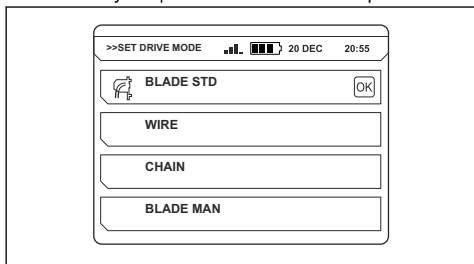 >>SET DRIVE MODE 20 DEC 20:55
BLADE STD OK
WIRE
CHAIN
BLADE MAN